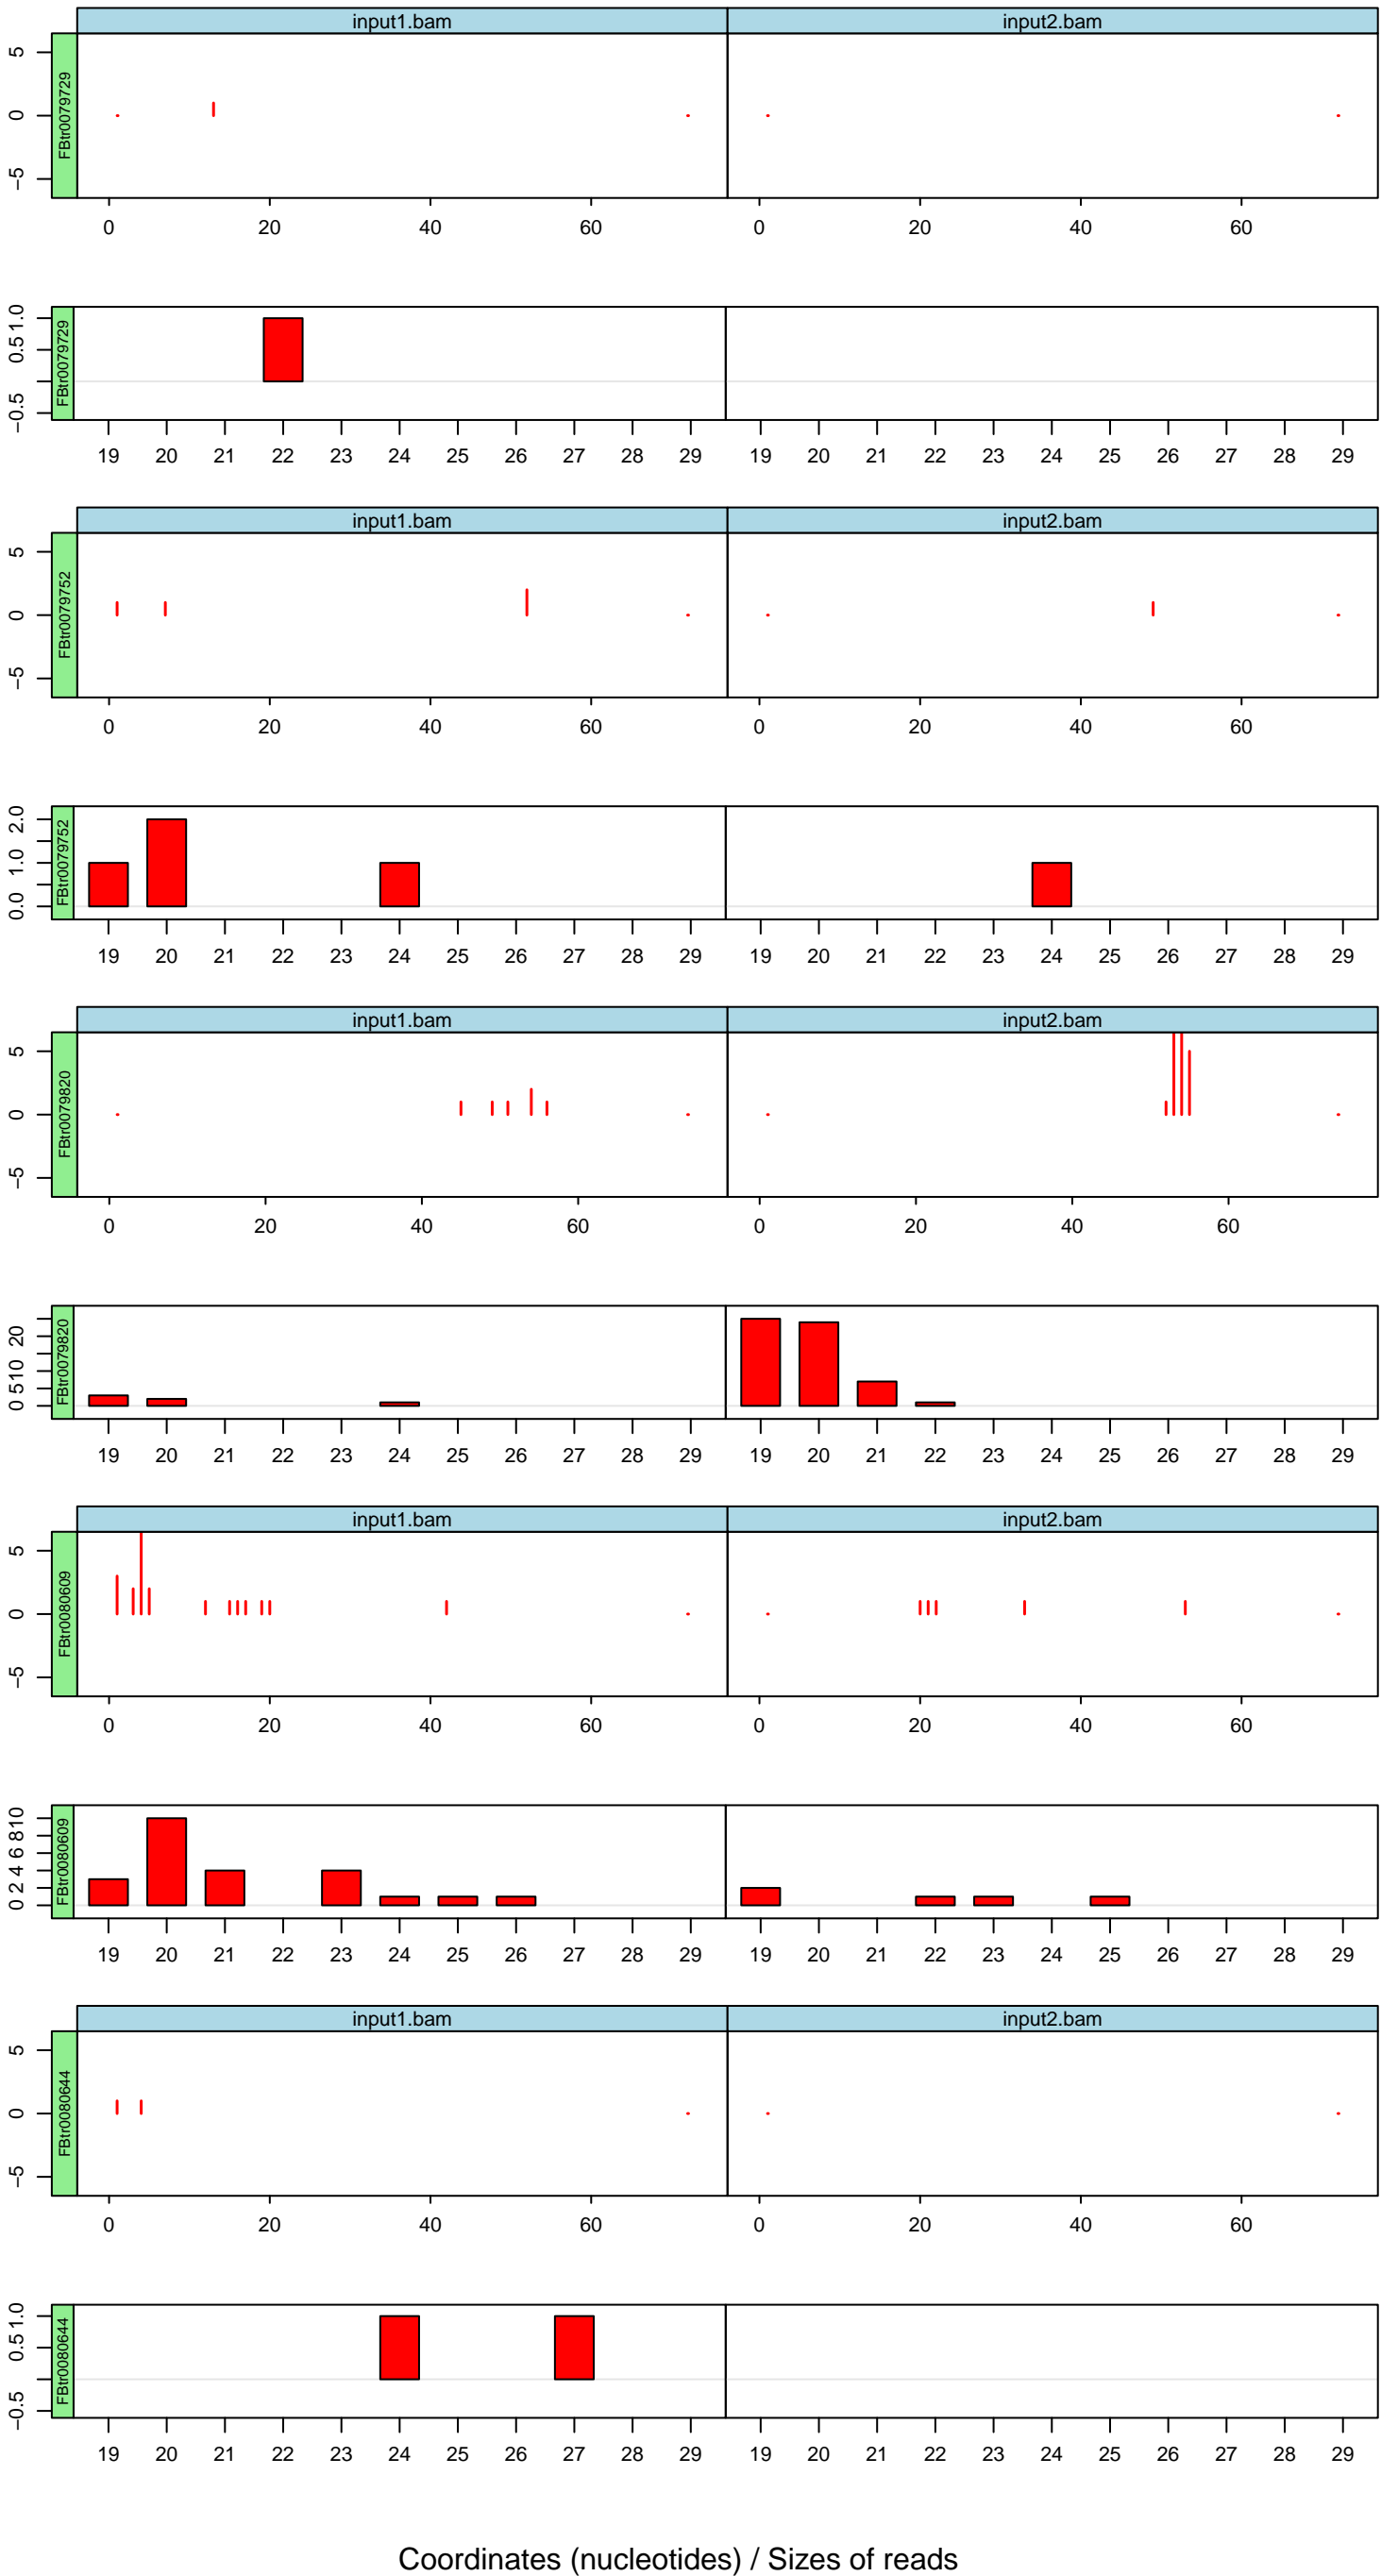 input1.bam input2.bam
FBtr0079729
5
0
−5
0 20 40 60 0 20 40 60
FBtr0079729
0.5 1.0
−0.5
19 20 21 22 23 24 25 26 27 28 29 19 20 21 22 23 24 25 26 27 28 29
input1.bam input2.bam
FBtr0079752
5
0
−5
0 20 40 60 0 20 40 60
FBtr0079752
2.0
1.0
0.0
19 20 21 22 23 24 25 26 27 28 29 19 20 21 22 23 24 25 26 27 28 29
input1.bam input2.bam
FBtr0079820
5
0
−5
0 20 40 60 0 20 40 60
FBtr0079820
0 5 10 20
19 20 21 22 23 24 25 26 27 28 29 19 20 21 22 23 24 25 26 27 28 29
input1.bam input2.bam
FBtr0080609
5
0
−5
0 20 40 60 0 20 40 60
FBtr0080609
0 2 4 6 8 10
19 20 21 22 23 24 25 26 27 28 29 19 20 21 22 23 24 25 26 27 28 29
input1.bam input2.bam
FBtr0080644
5
0
−5
0 20 40 60 0 20 40 60
FBtr0080644
0.5 1.0
−0.5
19 20 21 22 23 24 25 26 27 28 29 19 20 21 22 23 24 25 26 27 28 29
Coordinates (nucleotides) / Sizes of reads